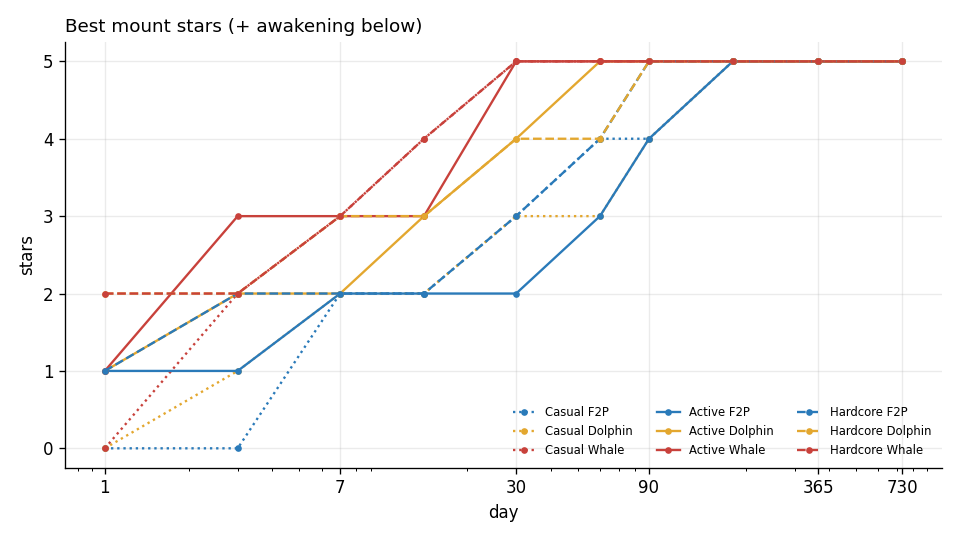 Best mount stars (+ awakening below)
5
4
3
2
1
0
stars
Casual F2P
Casual Dolphin
Casual Whale
Active F2P
Active Dolphin
Active Whale
Hardcore F2P
Hardcore Dolphin
Hardcore Whale
1 7 30 90 365 730
day